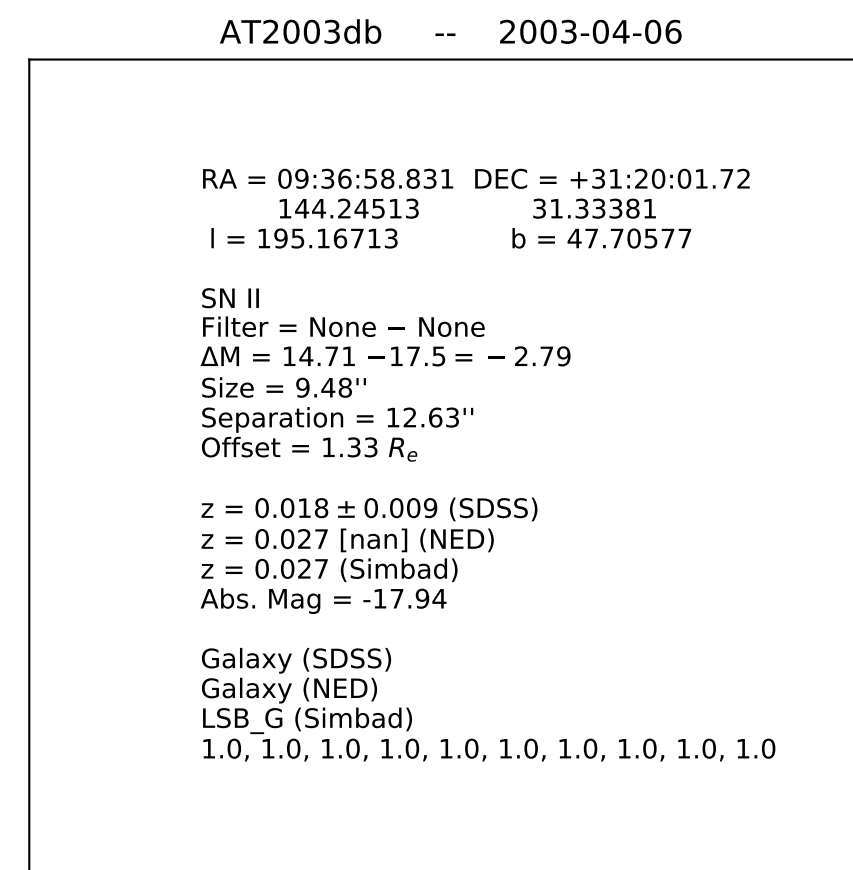 AT2003db -- 2003-04-06
RA = 09:36:58.831 DEC = +31:20:01.72
144.24513 31.33381
l = 195.16713 b = 47.70577
SN II
Filter = None − None
ΔM = 14.71 −17.5 = − 2.79
Size = 9.48''
Separation = 12.63''
Offset = 1.33 Rₑ
z = 0.018 ± 0.009 (SDSS)
z = 0.027 [nan] (NED)
z = 0.027 (Simbad)
Abs. Mag = -17.94
Galaxy (SDSS)
Galaxy (NED)
LSB_G (Simbad)
1.0, 1.0, 1.0, 1.0, 1.0, 1.0, 1.0, 1.0, 1.0, 1.0